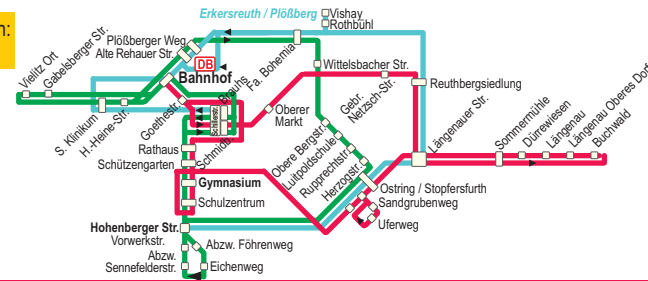 n:
Erkersreuth / Plößberg
Vishay
Rothbühl
Vielitz Ort
Gabelsberger Str.
Plößberger Weg
Alte Rehauer Str.
DB
Bahnhof
Fa. Bohemia
Wittelsbacher Str.
Gebr.
Netzsch-Str.
Reuthbergsiedlung
S. Klinikum
H.-Heine-Str.
Goethestr.
Schillerstr.
Brauhs
Schmidt
Oberer
Markt
Rathaus
Schützengarten
Gymnasium
Schulzentrum
Obere Bergstr.
Luitpoldschule
Rupprechtstr.
Herzogstr.
Längenauer Str.
Sommermühle
Dürrewiesen
Längenau
Längenau Oberes Dorf
Buchwald
Ostring / Stopfersfurth
Sandgrubenweg
Uferweg
Hohenberger Str.
Vorwerkstr.
Abzw.
Sennefelderstr.
Abzw. Föhrenweg
Eichenweg